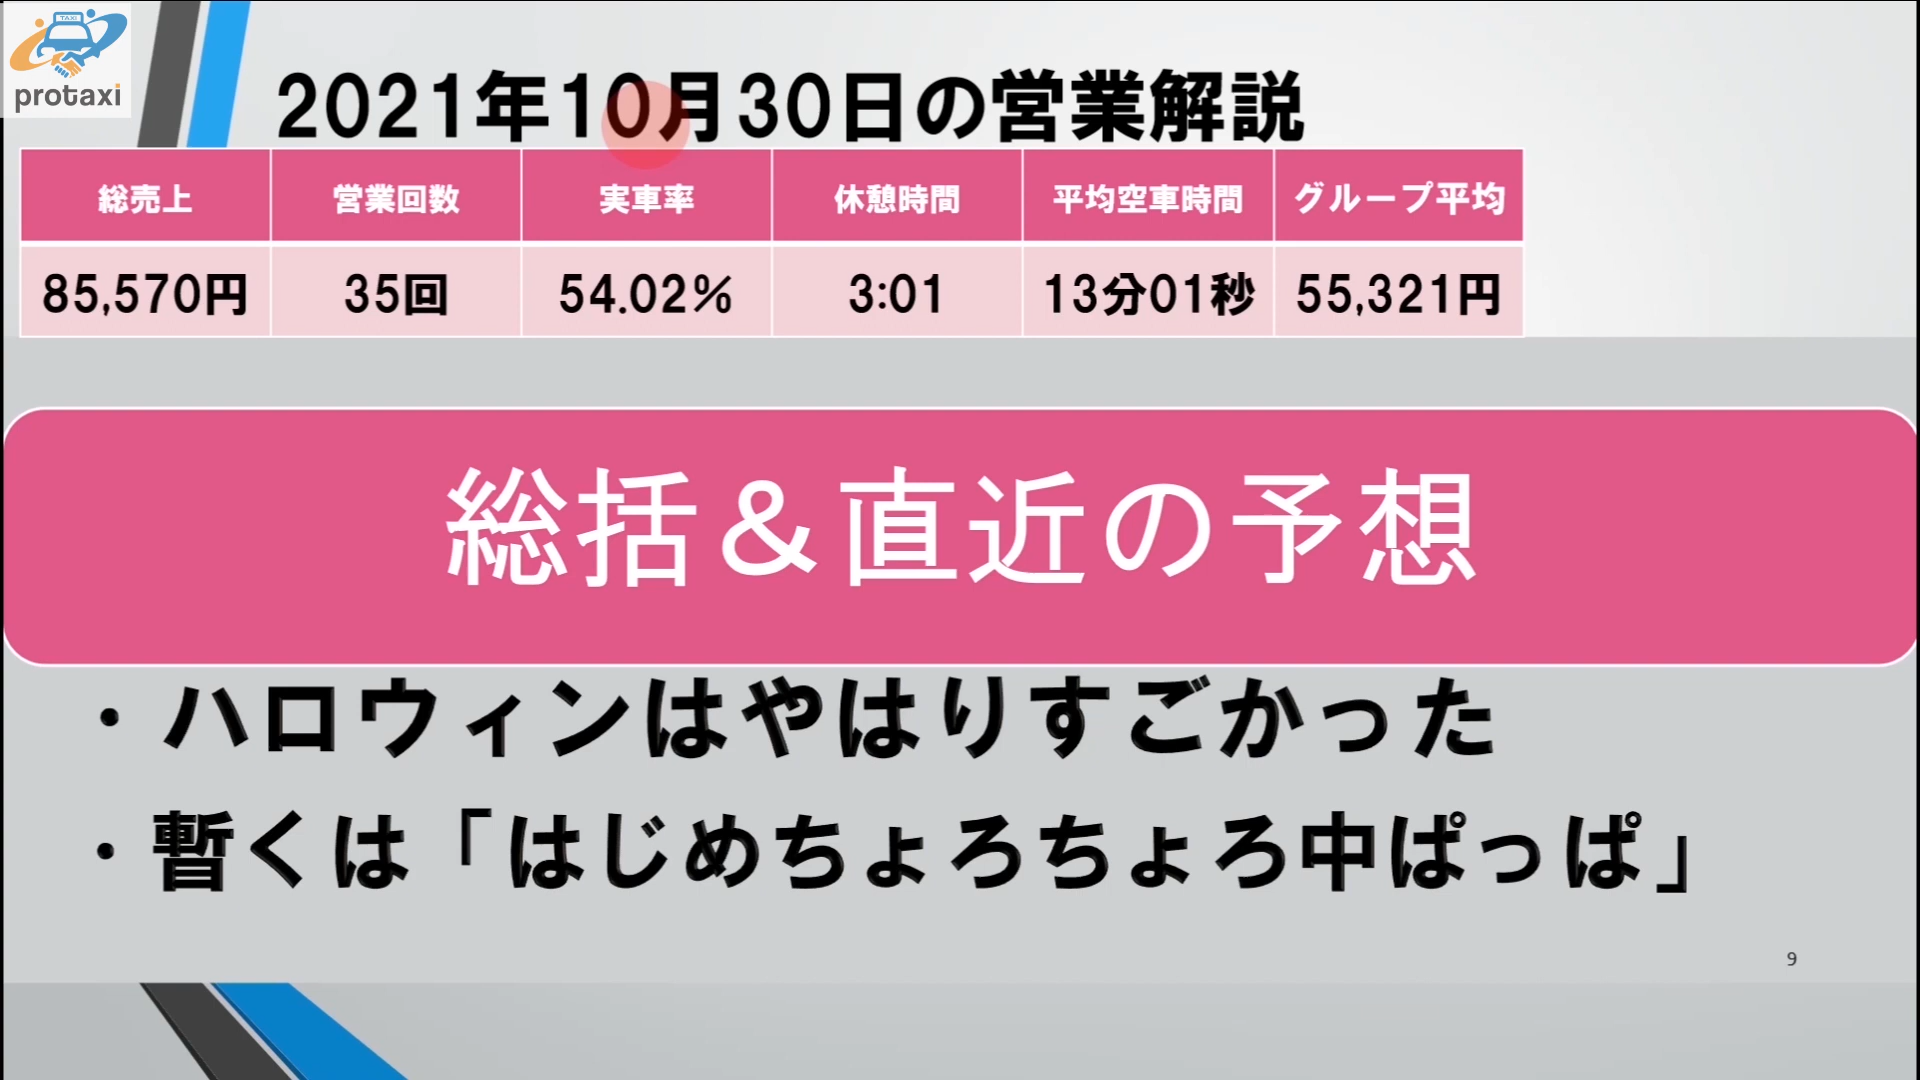 TAXI
protaxi
2021年10月30日の営業解説
総売上 営業回数 実車率 休憩時間 平均空車時間 グループ平均
85,570円 35回 54.02% 3:01 13分01秒 55,321円
総括＆直近の予想
・ハロウィンはやはりすごかった
・暫くは「はじめちょろちょろ中ぱっぱ」
9